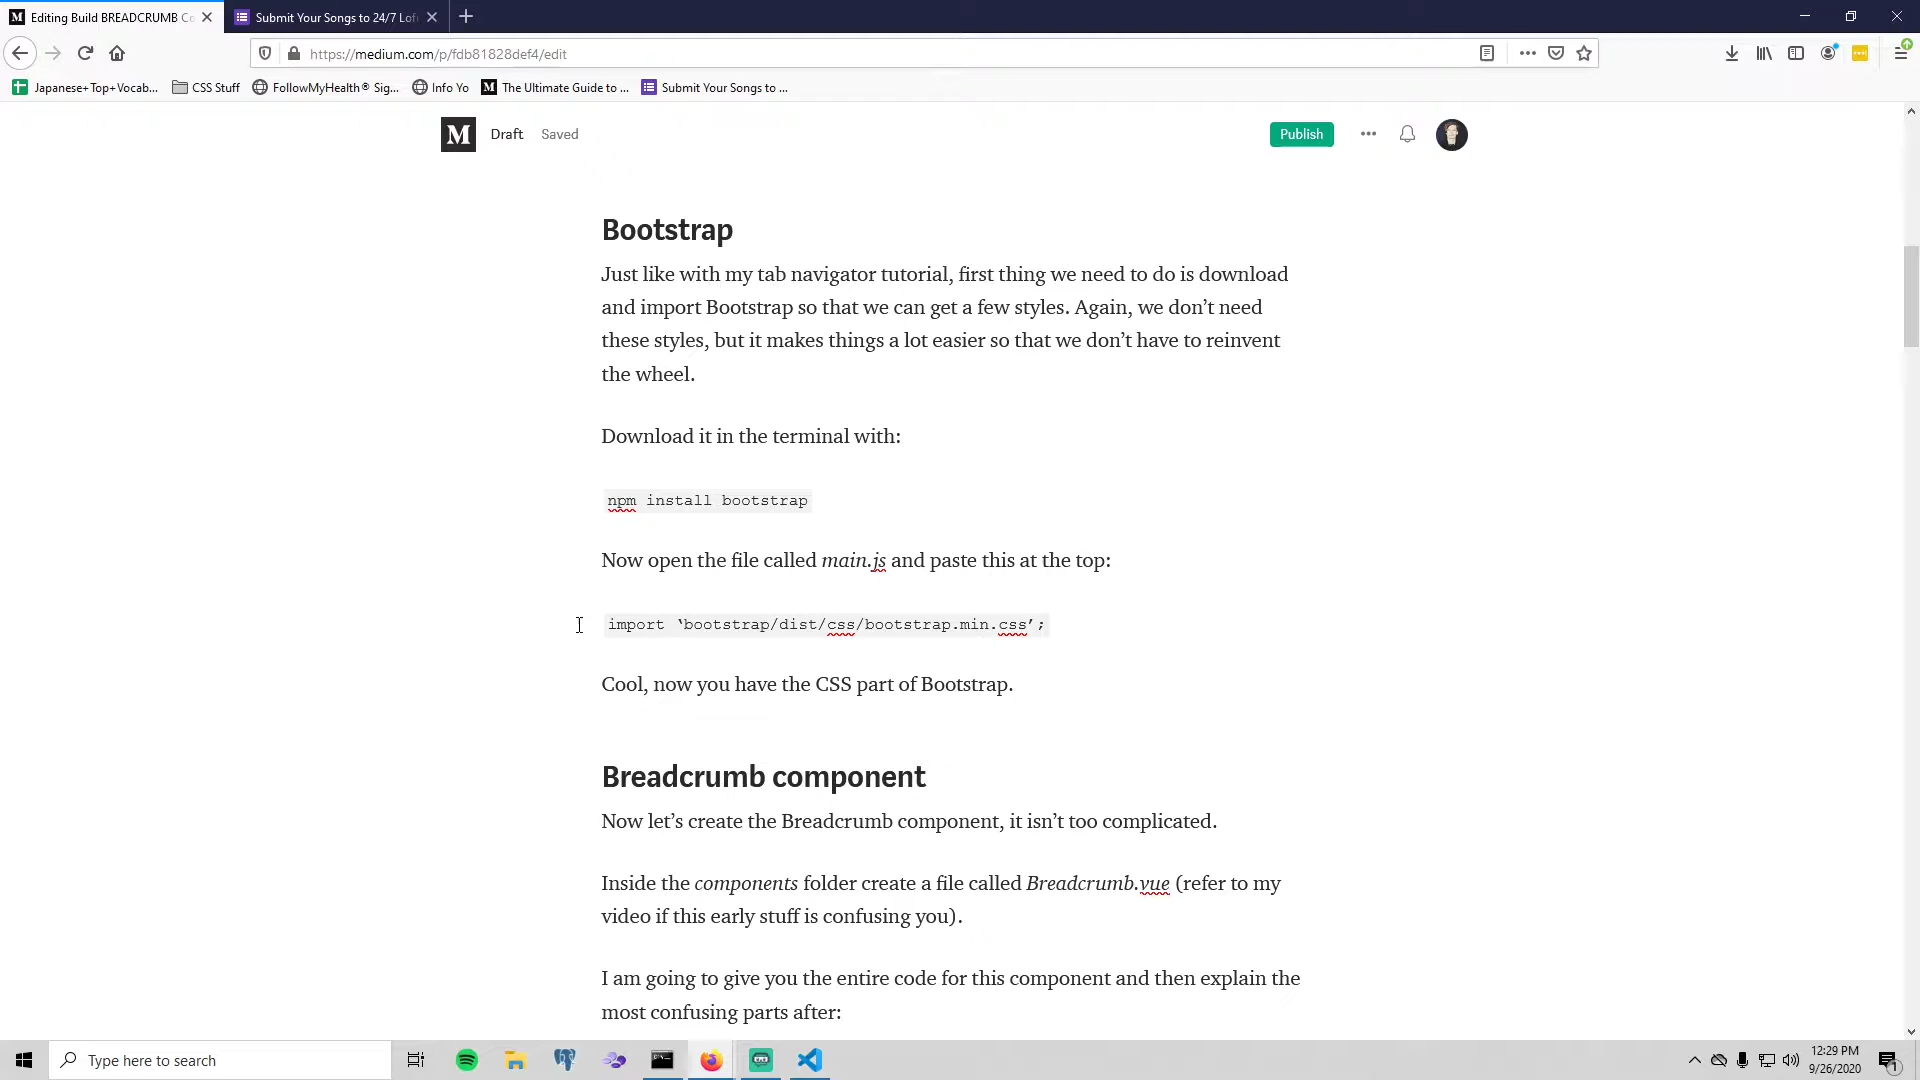 Editing Build BREADCRUMB Co
Submit Your Songs to 24/7 Lofi
https://medium.com/p/fdb81828def4/edit
Japanese+Top+Vocab...
CSS Stuff
FollowMyHealth® Sig...
Info Yo
The Ultimate Guide to ...
Submit Your Songs to ...
M
Draft
Saved
Publish
Bootstrap
Just like with my tab navigator tutorial, first thing we need to do is download
and import Bootstrap so that we can get a few styles. Again, we don’t need
these styles, but it makes things a lot easier so that we don’t have to reinvent
the wheel.
Download it in the terminal with:
npm install bootstrap
Now open the file called main.js and paste this at the top:
import ‘bootstrap/dist/css/bootstrap.min.css’;
Cool, now you have the CSS part of Bootstrap.
Breadcrumb component
Now let’s create the Breadcrumb component, it isn’t too complicated.
Inside the components folder create a file called Breadcrumb.vue (refer to my
video if this early stuff is confusing you).
I am going to give you the entire code for this component and then explain the
most confusing parts after:
Type here to search
12:29 PM
9/26/2020
1